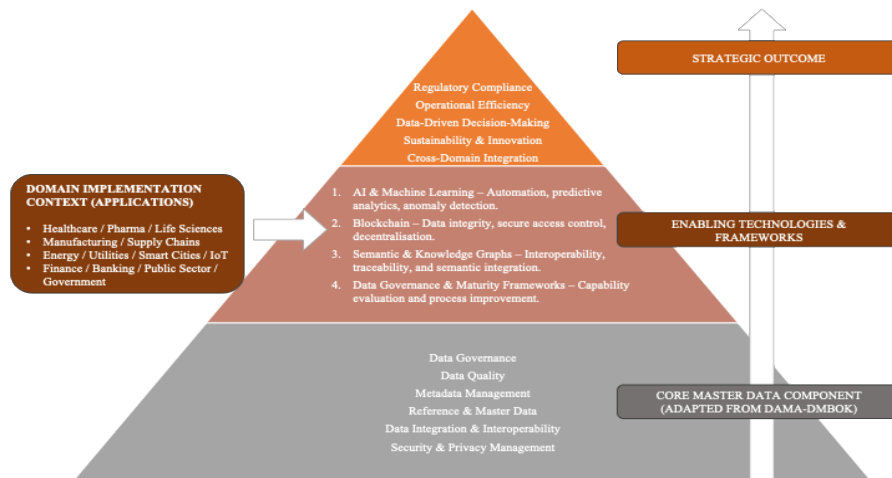 STRATEGIC OUTCOME
Regulatory Compliance
Operational Efficiency
Data-Driven Decision-Making
Sustainability & Innovation
Cross-Domain Integration
DOMAIN IMPLEMENTATION
CONTEXT (APPLICATIONS)
• Healthcare / Pharma / Life Sciences
• Manufacturing / Supply Chains
• Energy / Utilities / Smart Cities / IoT
• Finance / Banking / Public Sector /
Government
1. AI & Machine Learning – Automation, predictive
analytics, anomaly detection.
2. Blockchain – Data integrity, secure access control,
decentralisation.
3. Semantic & Knowledge Graphs – Interoperability,
traceability, and semantic integration.
4. Data Governance & Maturity Frameworks – Capability
evaluation and process improvement.
ENABLING TECHNOLOGIES &
FRAMEWORKS
Data Governance
Data Quality
Metadata Management
Reference & Master Data
Data Integration & Interoperability
Security & Privacy Management
CORE MASTER DATA COMPONENT
(ADAPTED FROM DAMA-DMBOK)